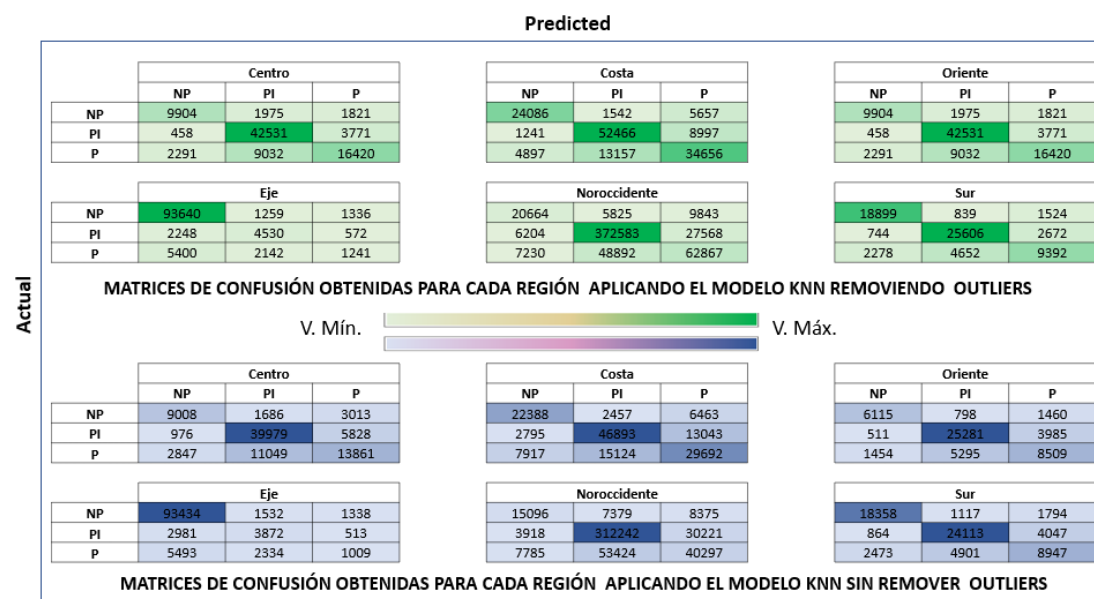 Predicted
Actual
Centro Costa Oriente
NP PI P NP PI P NP PI P
NP 9904 1975 1821 24086 1542 5657 9904 1975 1821
PI 458 42531 3771 1241 52466 8997 458 42531 3771
P 2291 9032 16420 4897 13157 34656 2291 9032 16420
Eje Noroccidente Sur
NP 93640 1259 1336 20664 5825 9843 18899 839 1524
PI 2248 4530 572 6204 372583 27568 744 25606 2672
P 5400 2142 1241 7230 48892 62867 2278 4652 9392
MATRICES DE CONFUSIÓN OBTENIDAS PARA CADA REGIÓN APLICANDO EL MODELO KNN REMOVIENDO OUTLIERS
V. Mín. V. Máx.
Centro Costa Oriente
NP PI P NP PI P NP PI P
NP 9008 1686 3013 22388 2457 6463 6115 798 1460
PI 976 39979 5828 2795 46893 13043 511 25281 3985
P 2847 11049 13861 7917 15124 29692 1454 5295 8509
Eje Noroccidente Sur
NP 93434 1532 1338 15096 7379 8375 18358 1117 1794
PI 2981 3872 513 3918 312242 30221 864 24113 4047
P 5493 2334 1009 7785 53424 40297 2473 4901 8947
MATRICES DE CONFUSIÓN OBTENIDAS PARA CADA REGIÓN APLICANDO EL MODELO KNN SIN REMOVER OUTLIERS